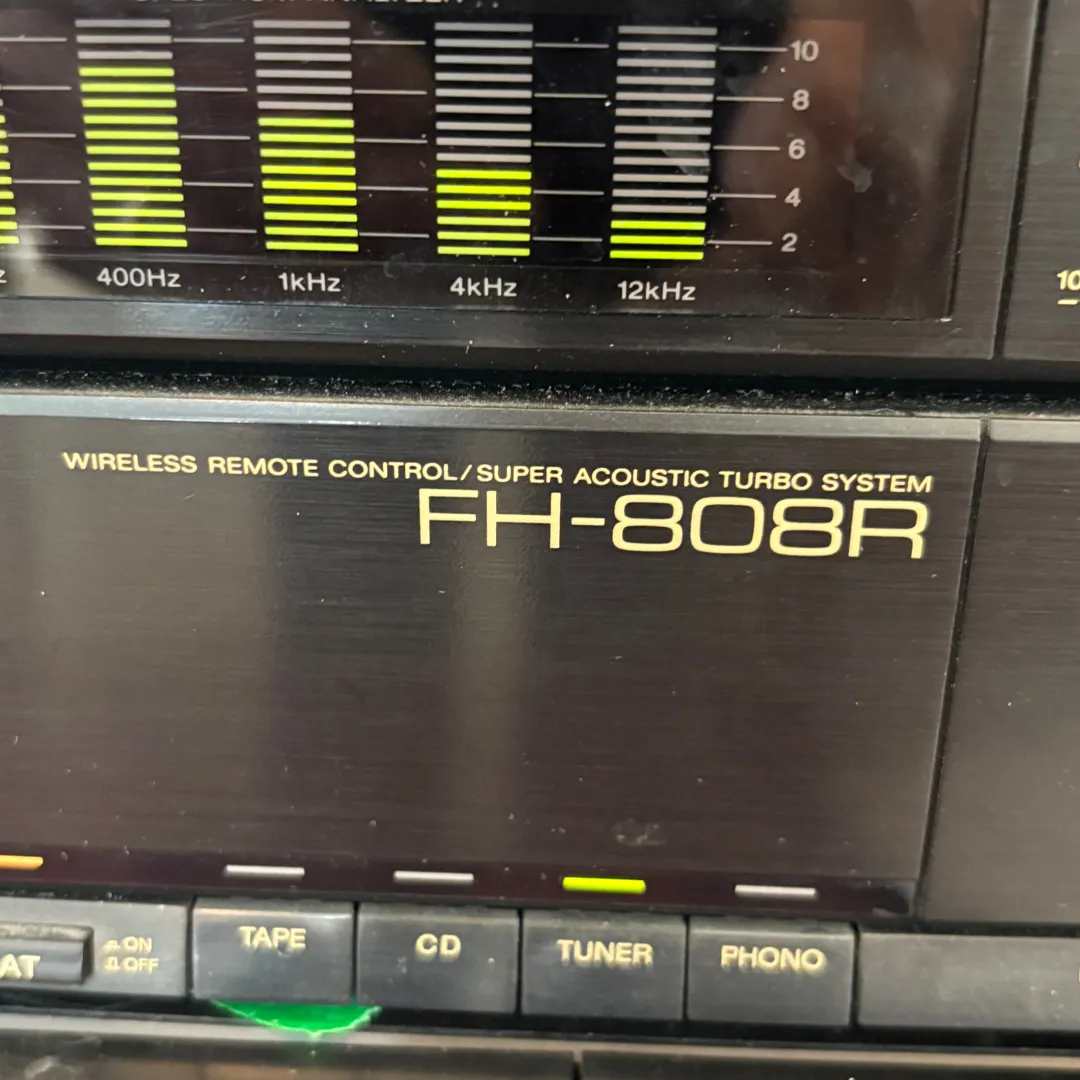 10
8
6
4
2
400Hz 1kHz 4kHz 12kHz
WIRELESS REMOTE CONTROL/SUPER ACOUSTIC TURBO SYSTEM
FH-808R
ON
OFF
TAPE CD TUNER PHONO